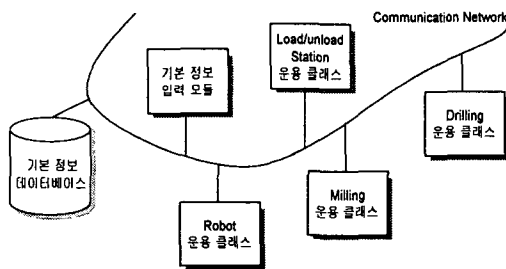 Communication Network
Load/unload
Station
운용 클래스
기본 정보
입력 모듈
Drilling
운용 클래스
기본 정보
데이터베이스
Milling
운용 클래스
Robot
운용 클래스